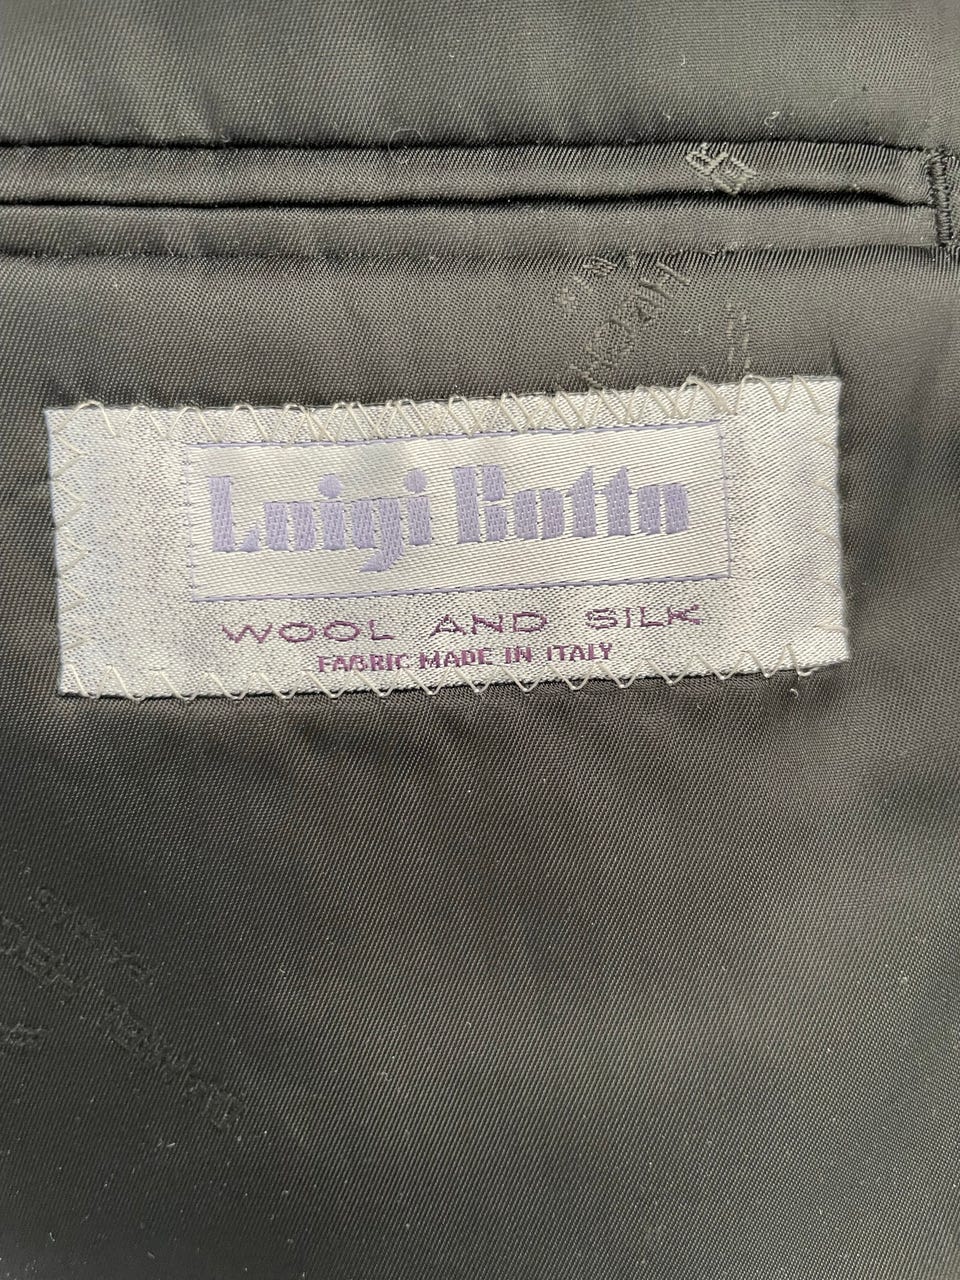 Luigi Botto
WOOL AND SILK
FABRIC MADE IN ITALY